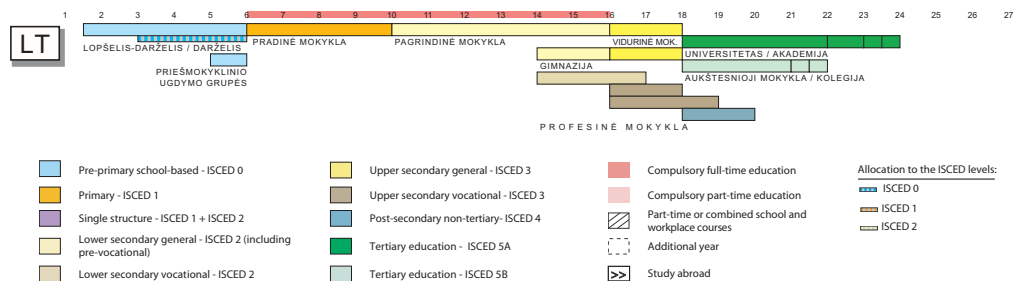 1 2 3 4 5 6 7 8 9 10 11 12 13 14 15 16 17 18 19 20 21 22 23 24 25 26 27
LT
LOPŠELIS-DARŽELIS / DARŽELIS
PRADINĖ MOKYKLA
PAGRINDINĖ MOKYKLA
VIDURINĖ MOK.
UNIVERSITETAS / AKADEMIJA
PRIEŠMOKYKLINIO
UGDYMO GRUPĖS
GIMNAZIJA
AUKŠTESNIOJI MOKYKLA / KOLEGIJA
PROFESINĖ MOKYKLA
Pre-primary school-based - ISCED 0
Primary - ISCED 1
Single structure - ISCED 1 + ISCED 2
Lower secondary general - ISCED 2 (including
pre-vocational)
Lower secondary vocational - ISCED 2
Upper secondary general - ISCED 3
Upper secondary vocational - ISCED 3
Post-secondary non-tertiary- ISCED 4
Tertiary education - ISCED 5A
Tertiary education - ISCED 5B
Compulsory full-time education
Compulsory part-time education
Part-time or combined school and
workplace courses
Additional year
>> Study abroad
Allocation to the ISCED levels:
ISCED 0
ISCED 1
ISCED 2